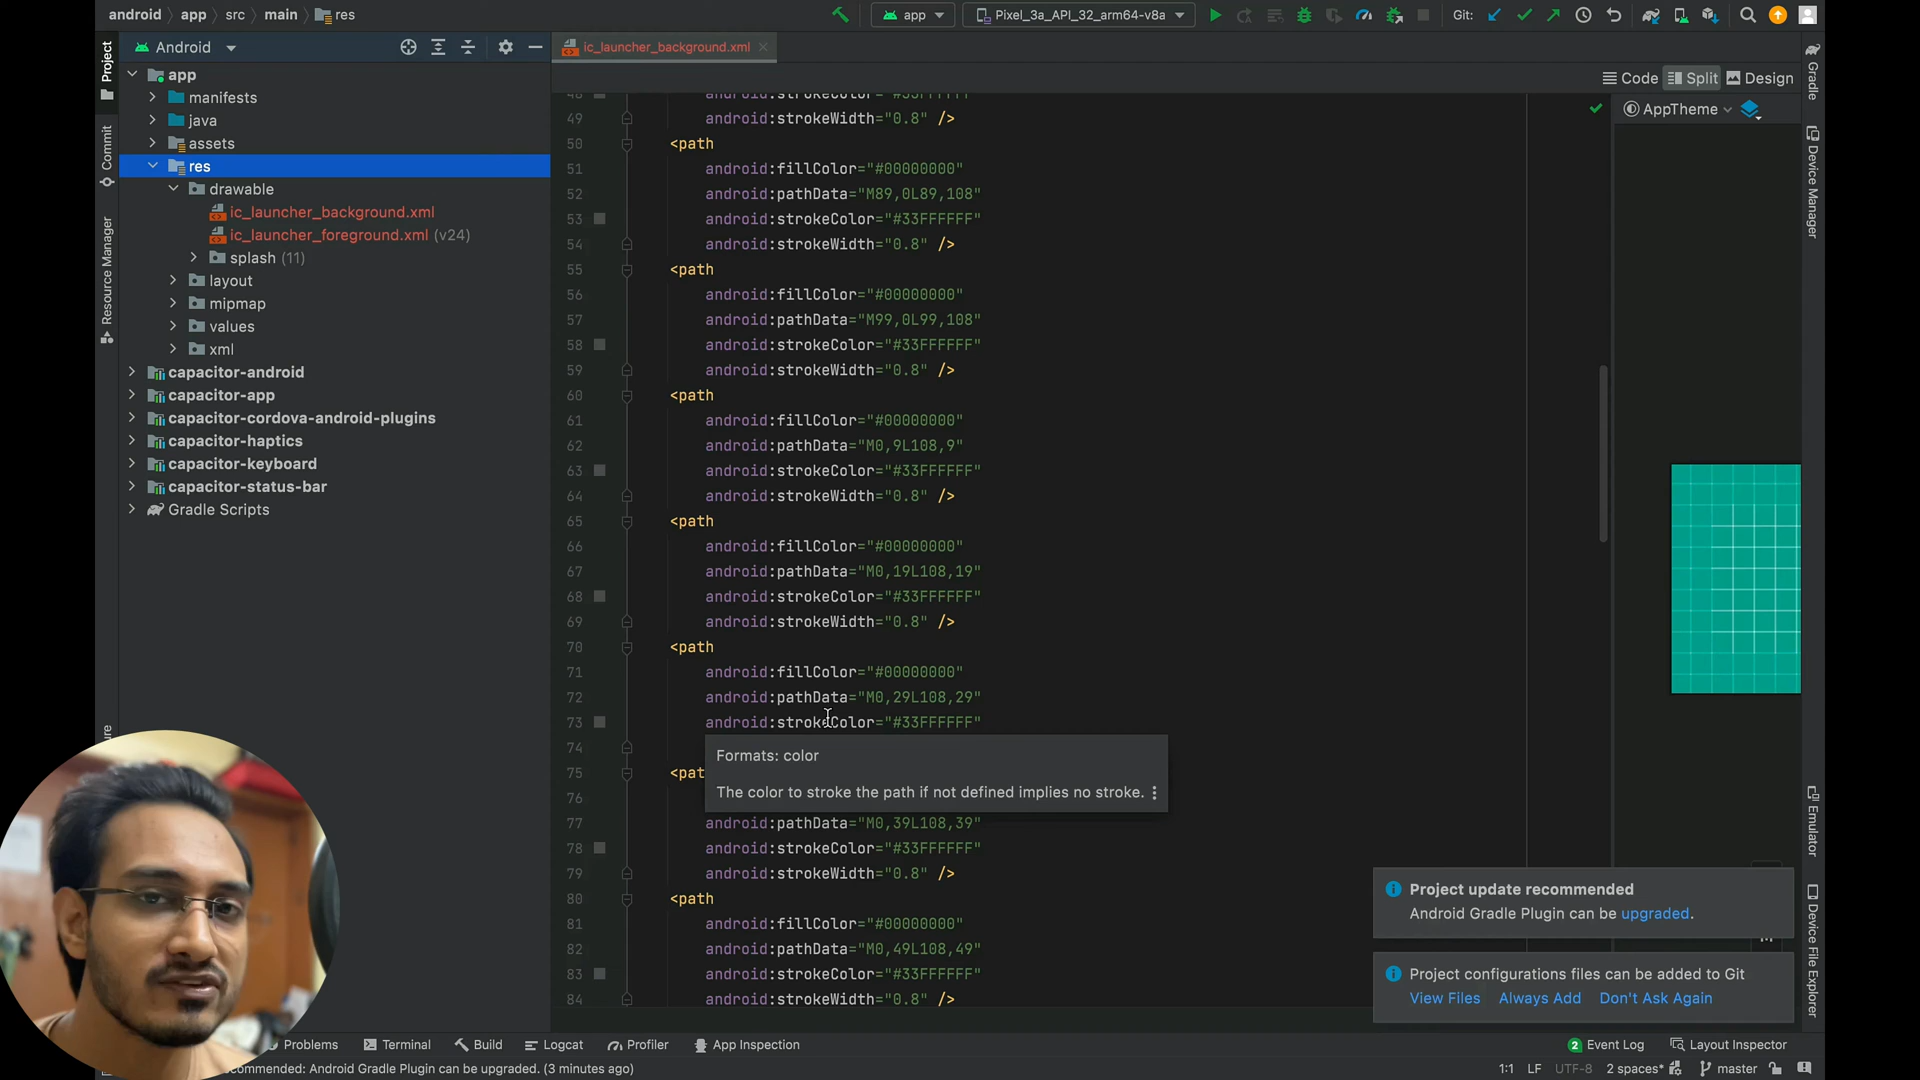 android app src main res
app Pixel_3a_API_32_arm64-v8a Git:
Project
Commit
Resource Manager
Android
app
manifests
java
assets
res
drawable
ic_launcher_background.xml
ic_launcher_foreground.xml (v24)
splash (11)
layout
mipmap
values
xml
capacitor-android
capacitor-app
capacitor-cordova-android-plugins
capacitor-haptics
capacitor-keyboard
capacitor-status-bar
Gradle Scripts
ic_launcher_background.xml
Code Split Design
AppTheme
48 android:strokeColor="#33FFFFFF"
49 android:strokeWidth="0.8" />
50 <path
51 android:fillColor="#00000000"
52 android:pathData="M89,0L89,108"
53 android:strokeColor="#33FFFFFF"
54 android:strokeWidth="0.8" />
55 <path
56 android:fillColor="#00000000"
57 android:pathData="M99,0L99,108"
58 android:strokeColor="#33FFFFFF"
59 android:strokeWidth="0.8" />
60 <path
61 android:fillColor="#00000000"
62 android:pathData="M0,9L108,9"
63 android:strokeColor="#33FFFFFF"
64 android:strokeWidth="0.8" />
65 <path
66 android:fillColor="#00000000"
67 android:pathData="M0,19L108,19"
68 android:strokeColor="#33FFFFFF"
69 android:strokeWidth="0.8" />
70 <path
71 android:fillColor="#00000000"
72 android:pathData="M0,29L108,29"
73 android:strokeColor="#33FFFFFF"
74
Formats: color
75 <pat
The color to stroke the path if not defined implies no stroke.
76
77 android:pathData="M0,39L108,39"
78 android:strokeColor="#33FFFFFF"
79 android:strokeWidth="0.8" />
80 <path
81 android:fillColor="#00000000"
82 android:pathData="M0,49L108,49"
83 android:strokeColor="#33FFFFFF"
84 android:strokeWidth="0.8" />
Gradle
Device Manager
Emulator
Device File Explorer
Project update recommended
Android Gradle Plugin can be upgraded.
Project configurations files can be added to Git
View Files Always Add Don't Ask Again
Problems Terminal Build Logcat Profiler App Inspection 2 Event Log Layout Inspector
commended: Android Gradle Plugin can be upgraded. (3 minutes ago) 1:1 LF UTF-8 2 spaces* master